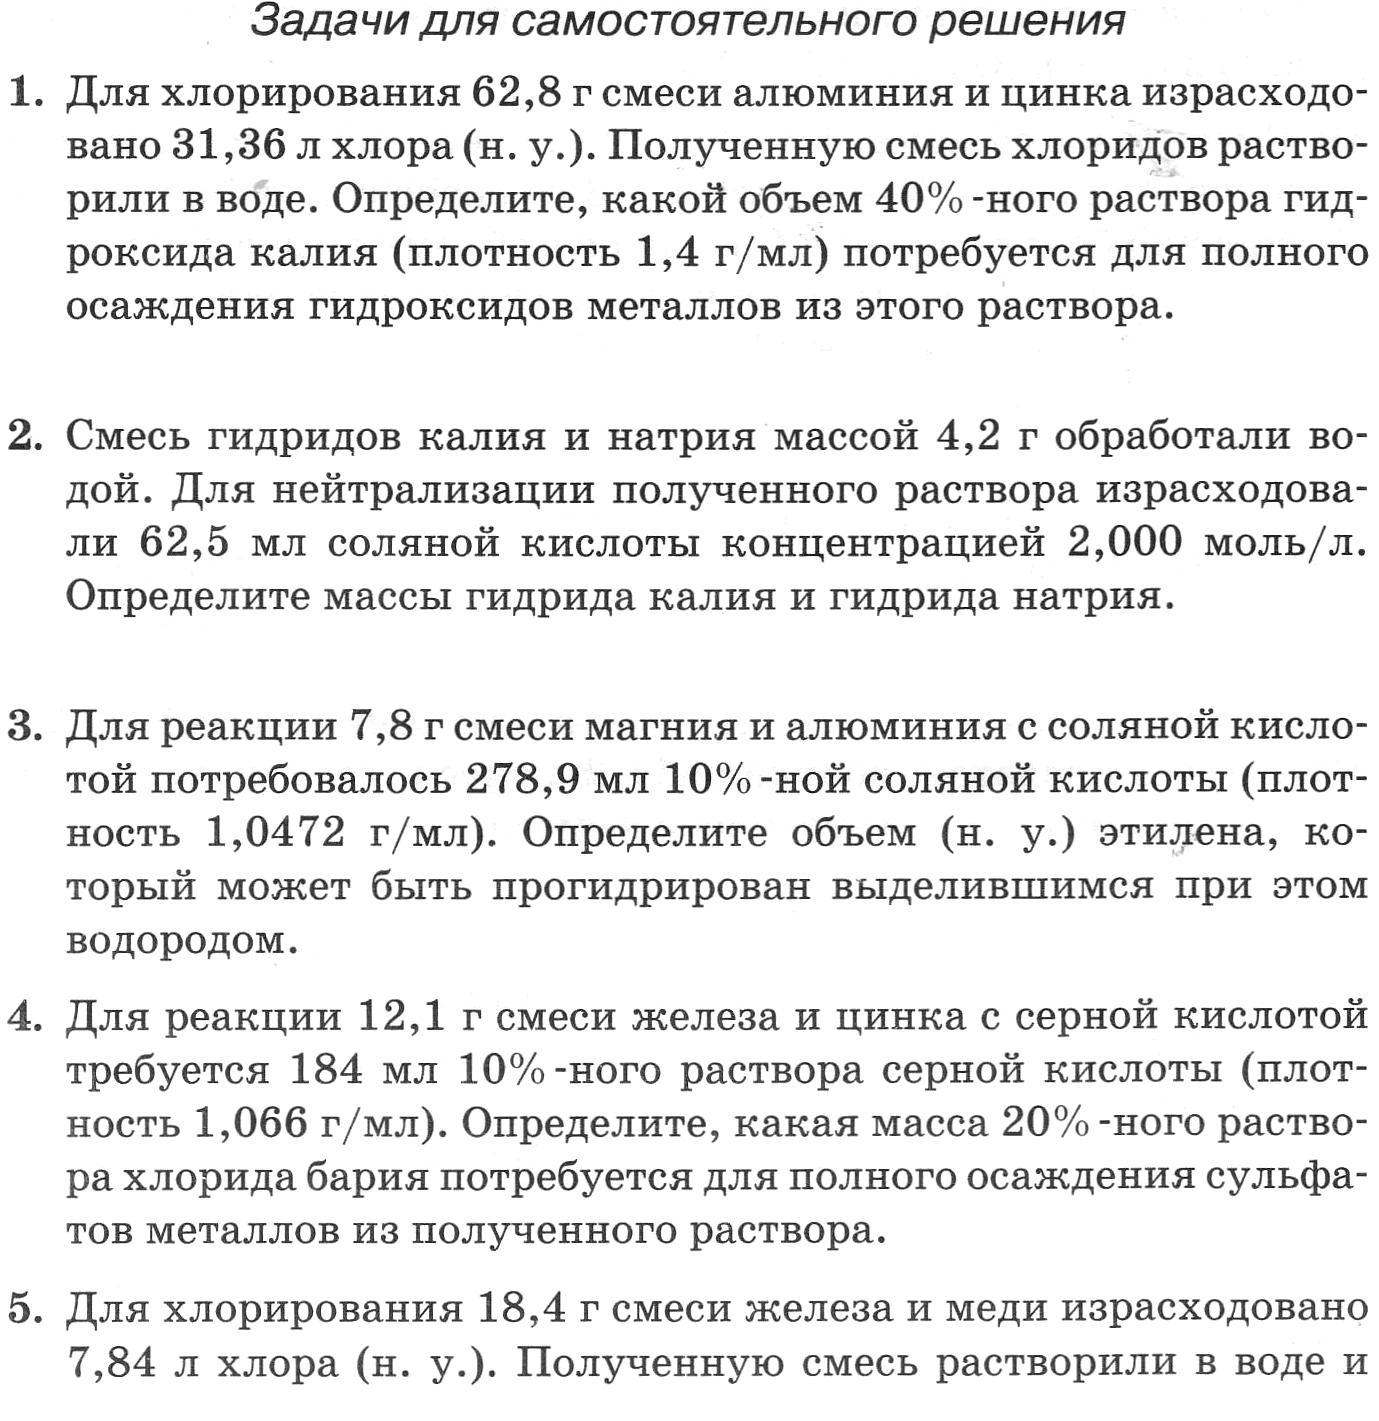 Задачи для самостоятельного решения
1. Для хлорирования 62,8 г смеси алюминия и цинка израсходо-
вано 31,36 л хлора (н. у.). Полученную смесь хлоридов раство-
рили в воде. Определите, какой объем 40%-ного раствора гид-
роксида калия (плотность 1,4 г/мл) потребуется для полного
осаждения гидроксидов металлов из этого раствора.
2. Смесь гидридов калия и натрия массой 4,2 г обработали во-
дой. Для нейтрализации полученного раствора израсходова-
ли 62,5 мл соляной кислоты концентрацией 2,000 моль/л.
Определите массы гидрида калия и гидрида натрия.
3. Для реакции 7,8 г смеси магния и алюминия с соляной кисло-
той потребовалось 278,9 мл 10%-ной соляной кислоты (плот-
ность 1,0472 г/мл). Определите объем (н. у.) этилена, ко-
торый может быть прогидрирован выделившимся при этом
водородом.
4. Для реакции 12,1 г смеси железа и цинка с серной кислотой
требуется 184 мл 10%-ного раствора серной кислоты (плот-
ность 1,066 г/мл). Определите, какая масса 20%-ного раство-
ра хлорида бария потребуется для полного осаждения сульфа-
тов металлов из полученного раствора.
5. Для хлорирования 18,4 г смеси железа и меди израсходовано
7,84 л хлора (н. у.). Полученную смесь растворили в воде и